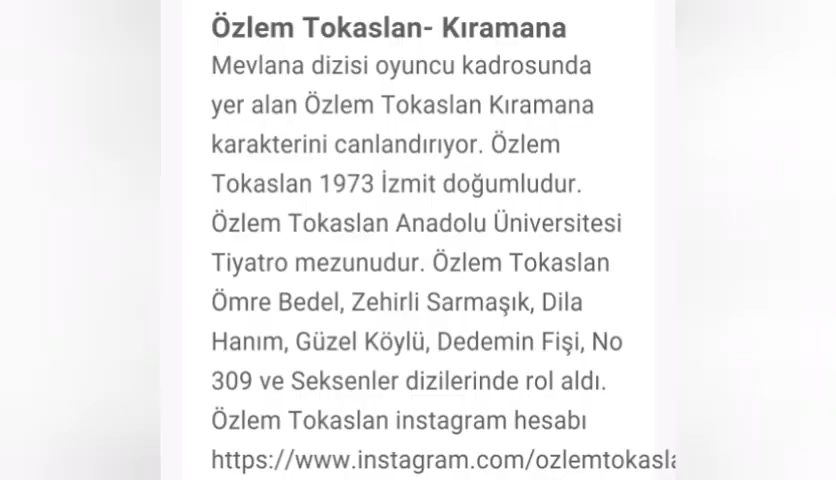 Özlem Tokaslan- Kıramana
Mevlana dizisi oyuncu kadrosunda
yer alan Özlem Tokaslan Kıramana
karakterini canlandırıyor. Özlem
Tokaslan 1973 İzmit doğumludur.
Özlem Tokaslan Anadolu Üniversitesi
Tiyatro mezunudur. Özlem Tokaslan
Ömre Bedel, Zehirli Sarmaşık, Dila
Hanım, Güzel Köylü, Dedemin Fişi, No
309 ve Seksenler dizilerinde rol aldı.
Özlem Tokaslan instagram hesabı
https://www.instagram.com/ozlemtokasla